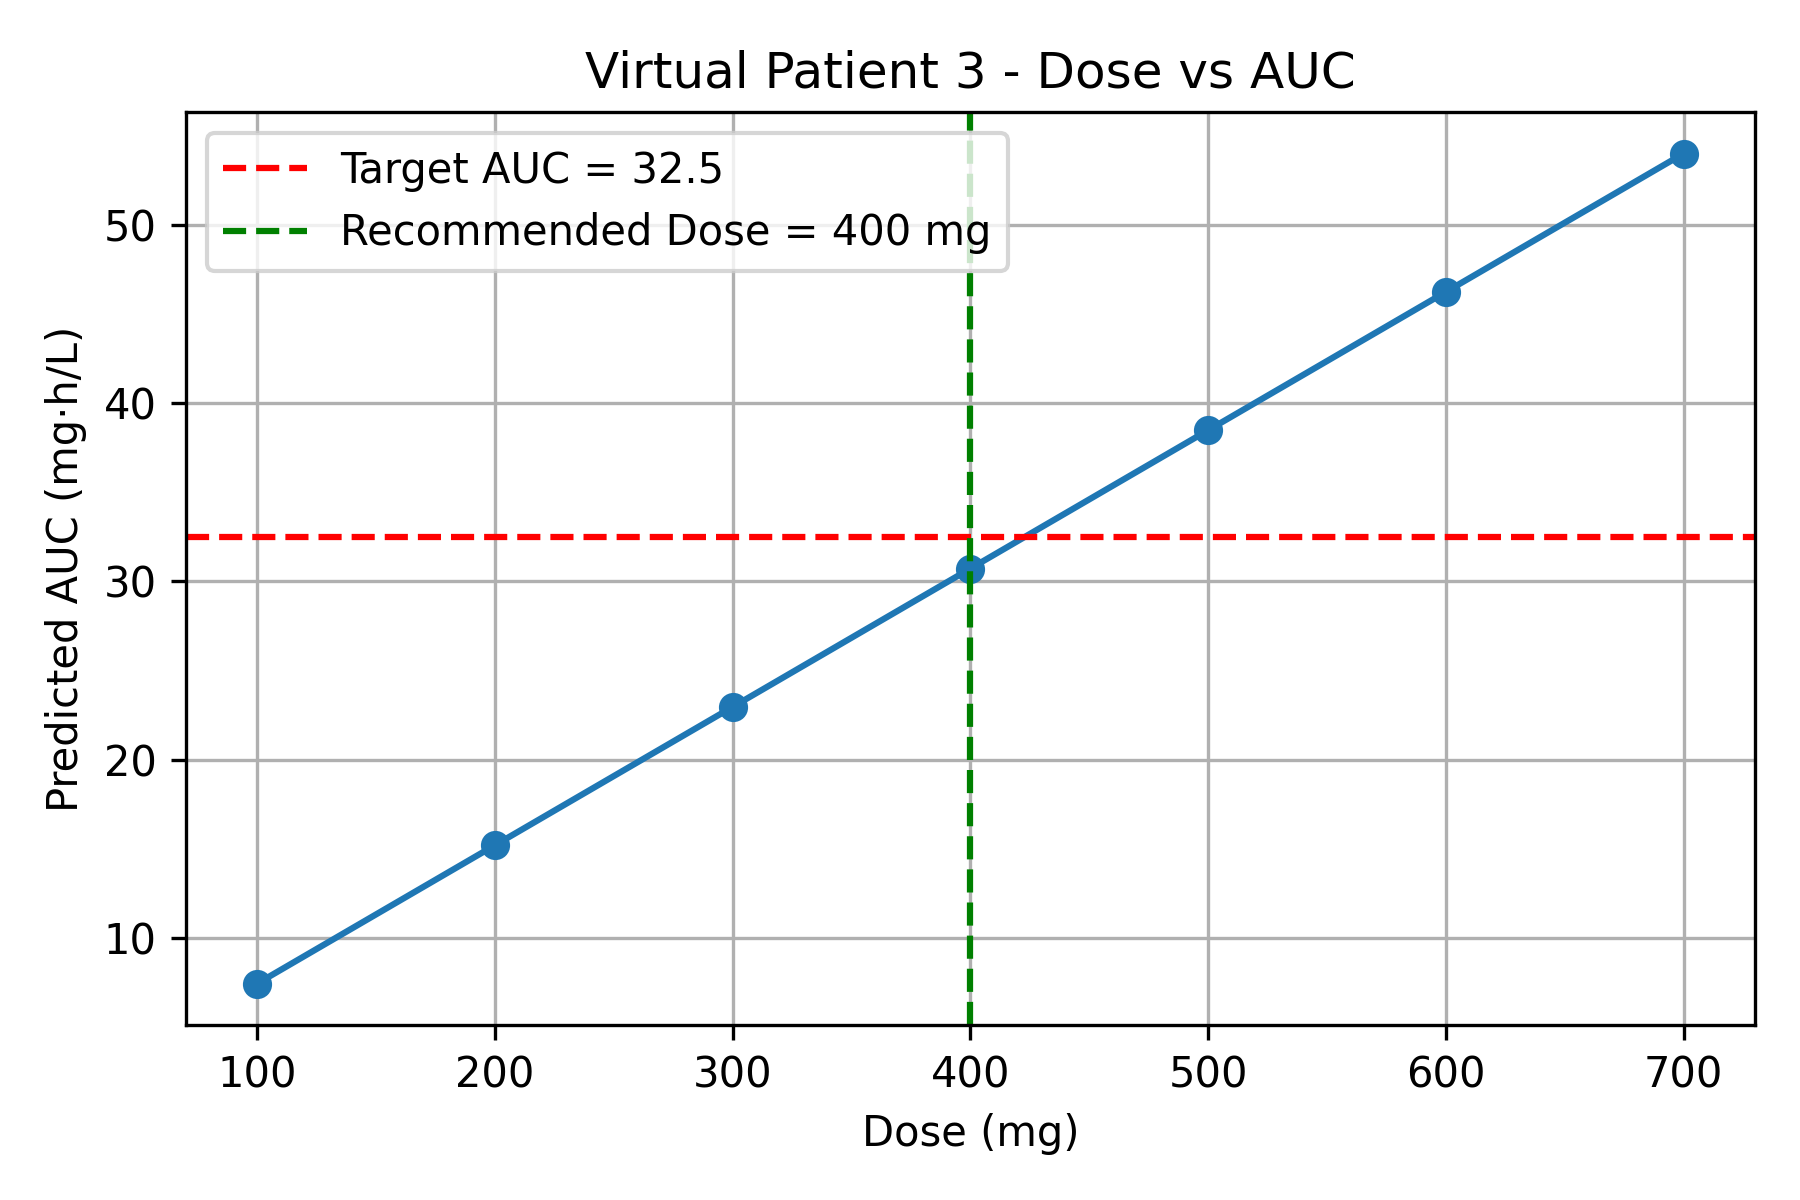 Virtual Patient 3 - Dose vs AUC
Target AUC = 32.5
Recommended Dose = 400 mg
Predicted AUC (mg·h/L)
50
40
30
20
10
100 200 300 400 500 600 700
Dose (mg)